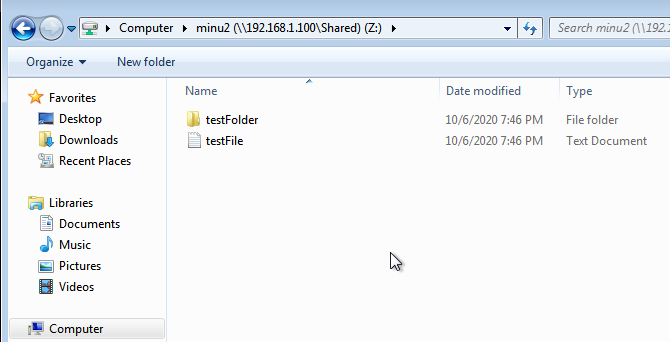 Computer ▸ minu2 (\\192.168.1.100\Shared) (Z:) ▸
Search minu2 (\\192.1
Organize New folder
Favorites
Desktop
Downloads
Recent Places
Libraries
Documents
Music
Pictures
Videos
Computer
Name Date modified Type
testFolder 10/6/2020 7:46 PM File folder
testFile 10/6/2020 7:46 PM Text Document